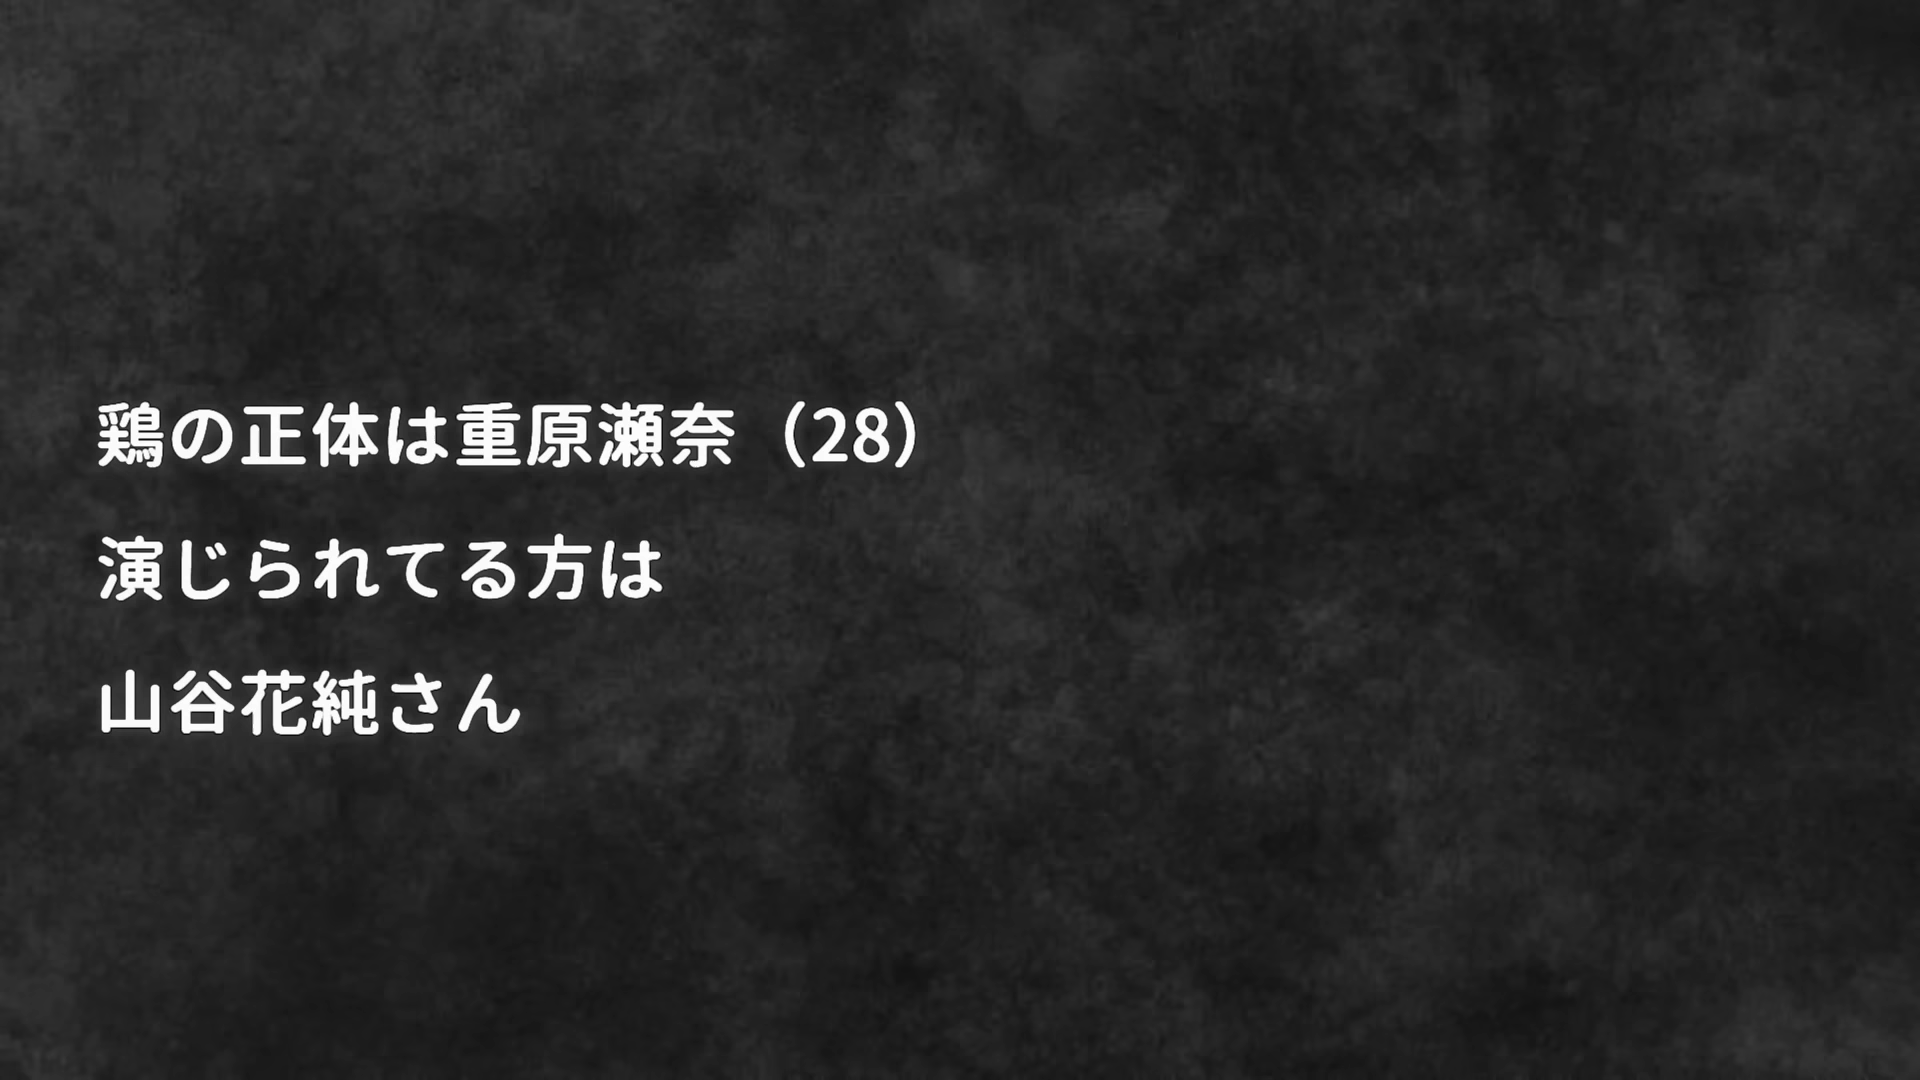 鶏の正体は重原瀬奈（28）
演じられてる方は
山谷花純さん